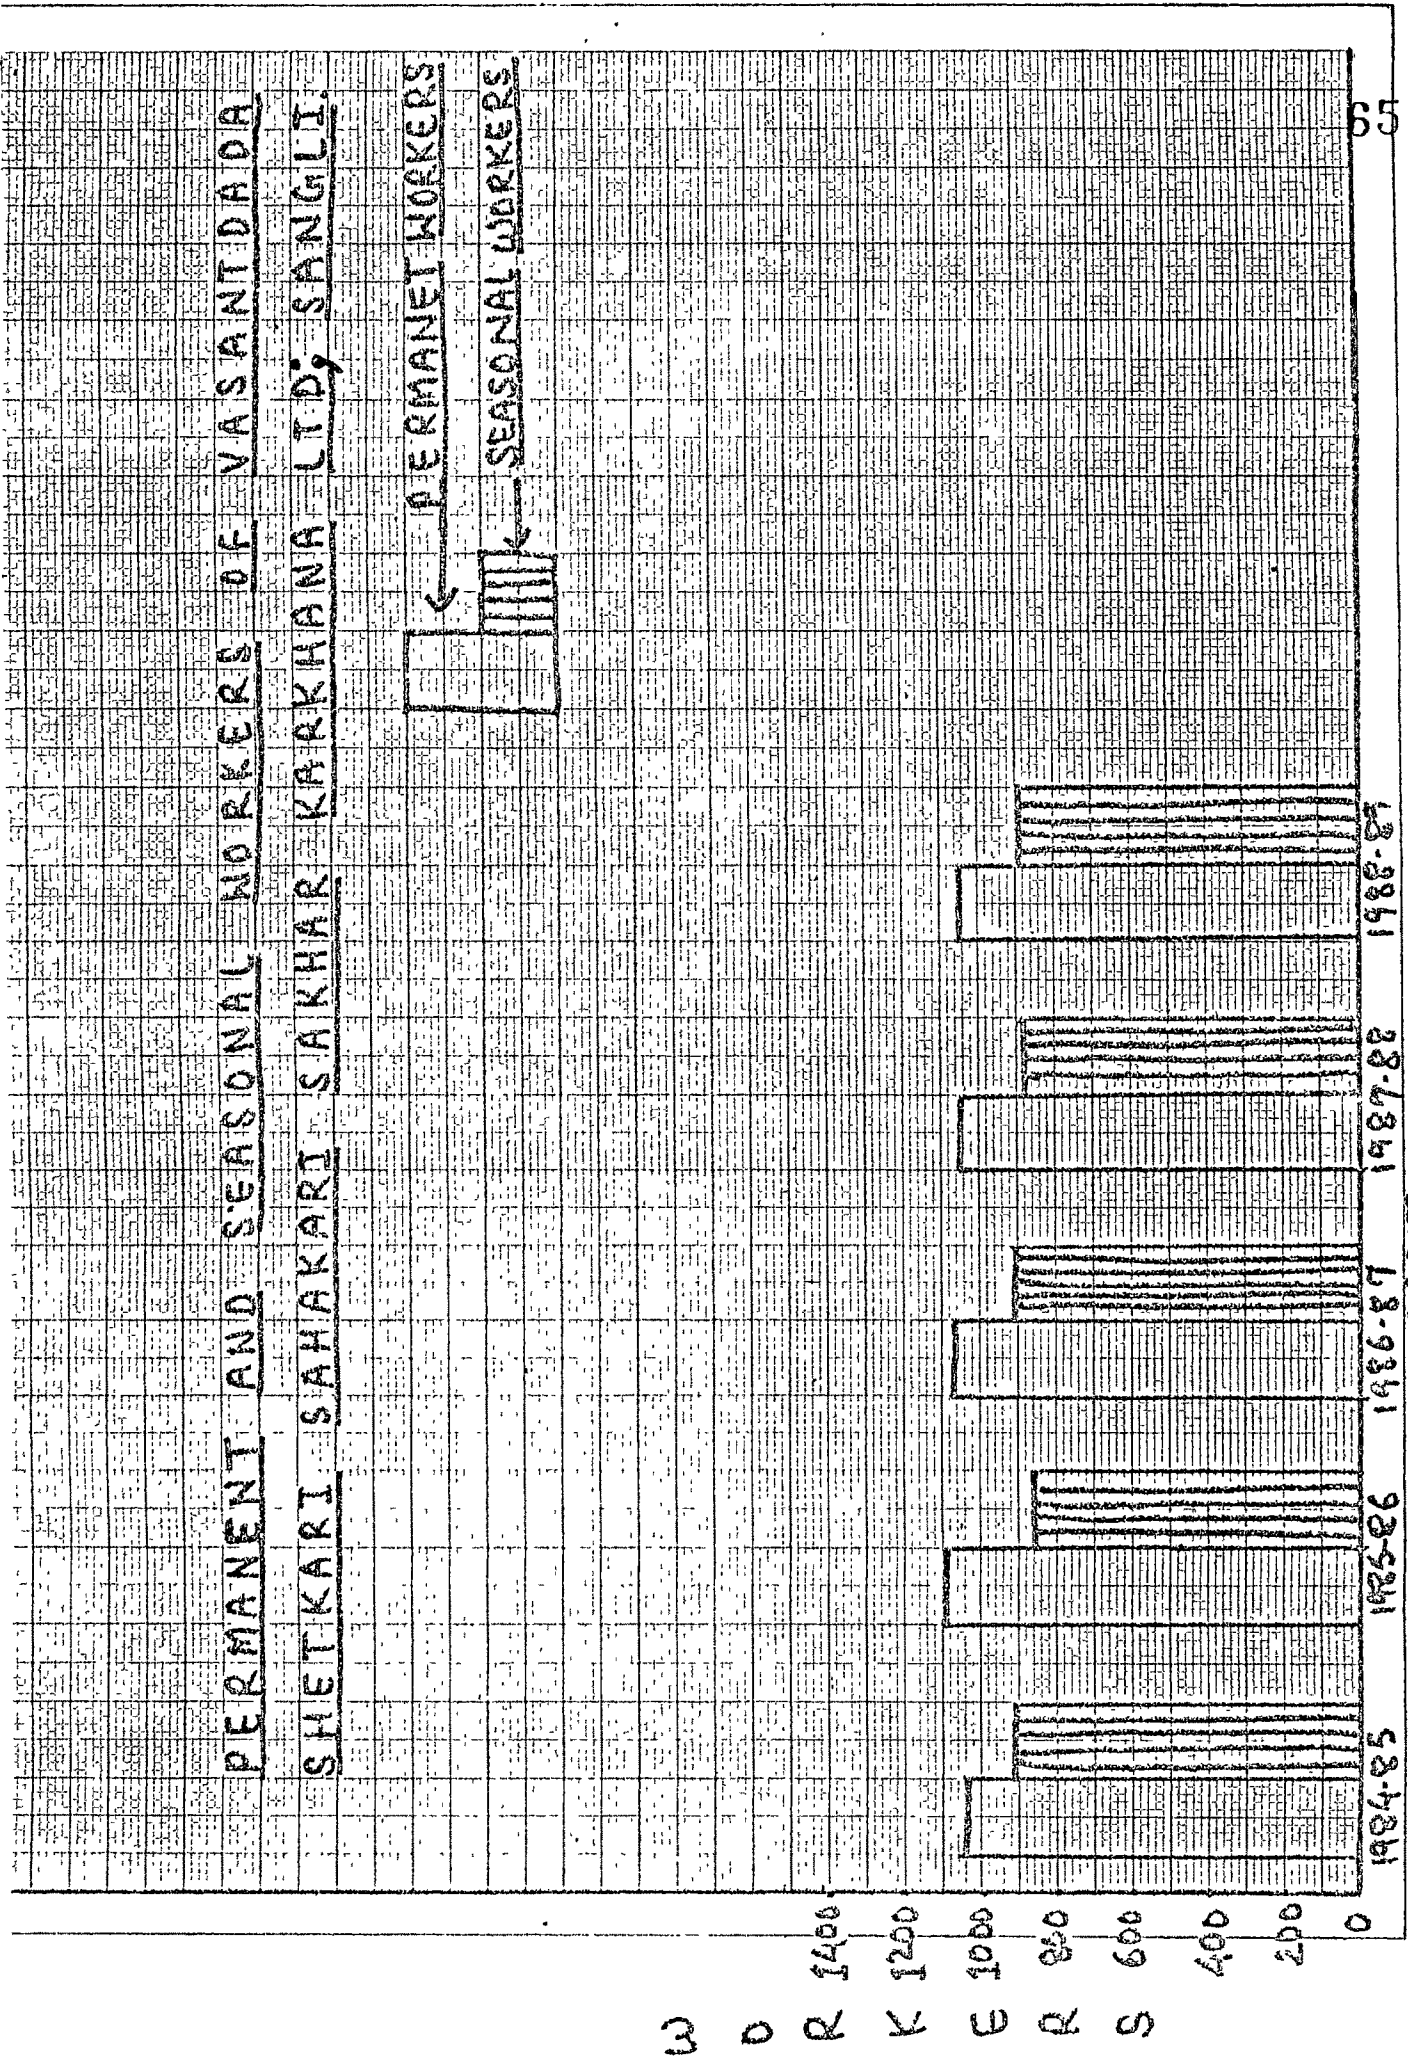 65
PERMANENT AND SEASONAL WORKERS OF VASANTDADA
SHETKARI SAHAKARI SAKHAR KARKHANA LTD; SANGLI.
PERMANET WORKERS
SEASONAL WORKERS
WORKERS
1400
1200
1000
800
600
400
200
0
1984-85
1985-86
1986-87
1987-88
1988-89